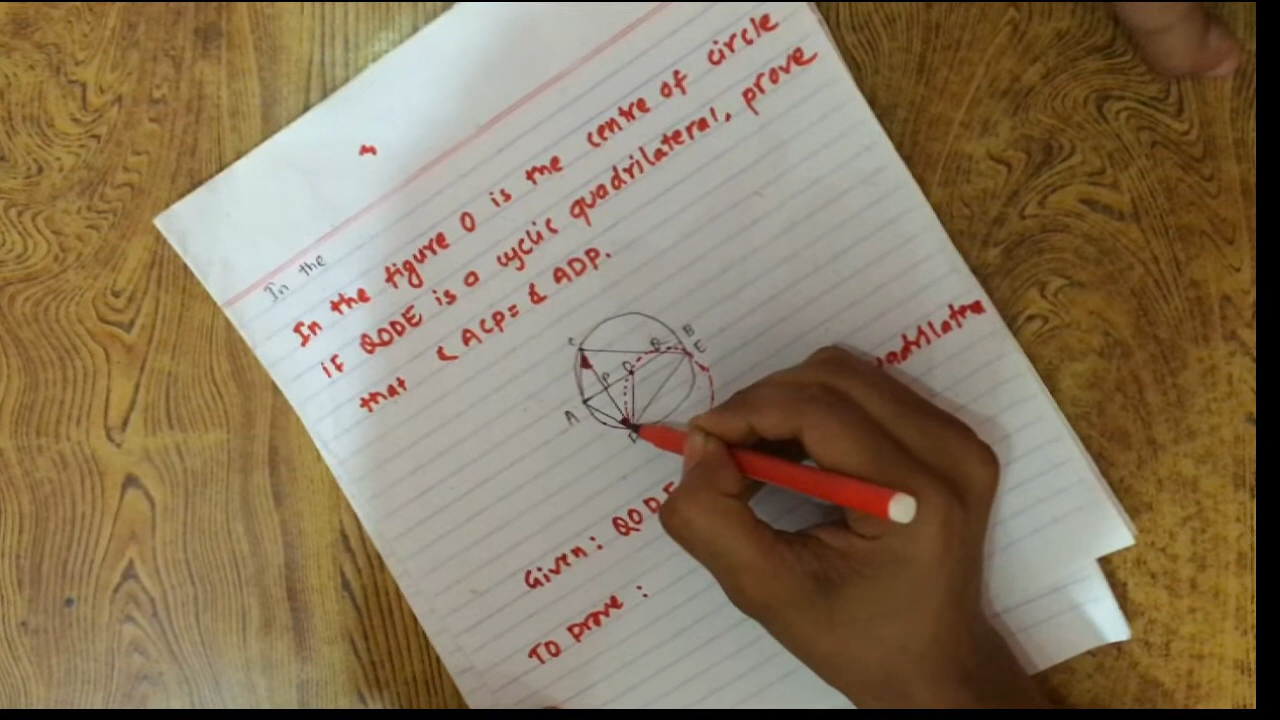 In the
In the figure O is the centre of circle
if QODE is a cyclic quadrilateral, prove
that ∠ACP = ∠ADP.
C
B
E
Q
O
P
A
Given : QODE
To prove :